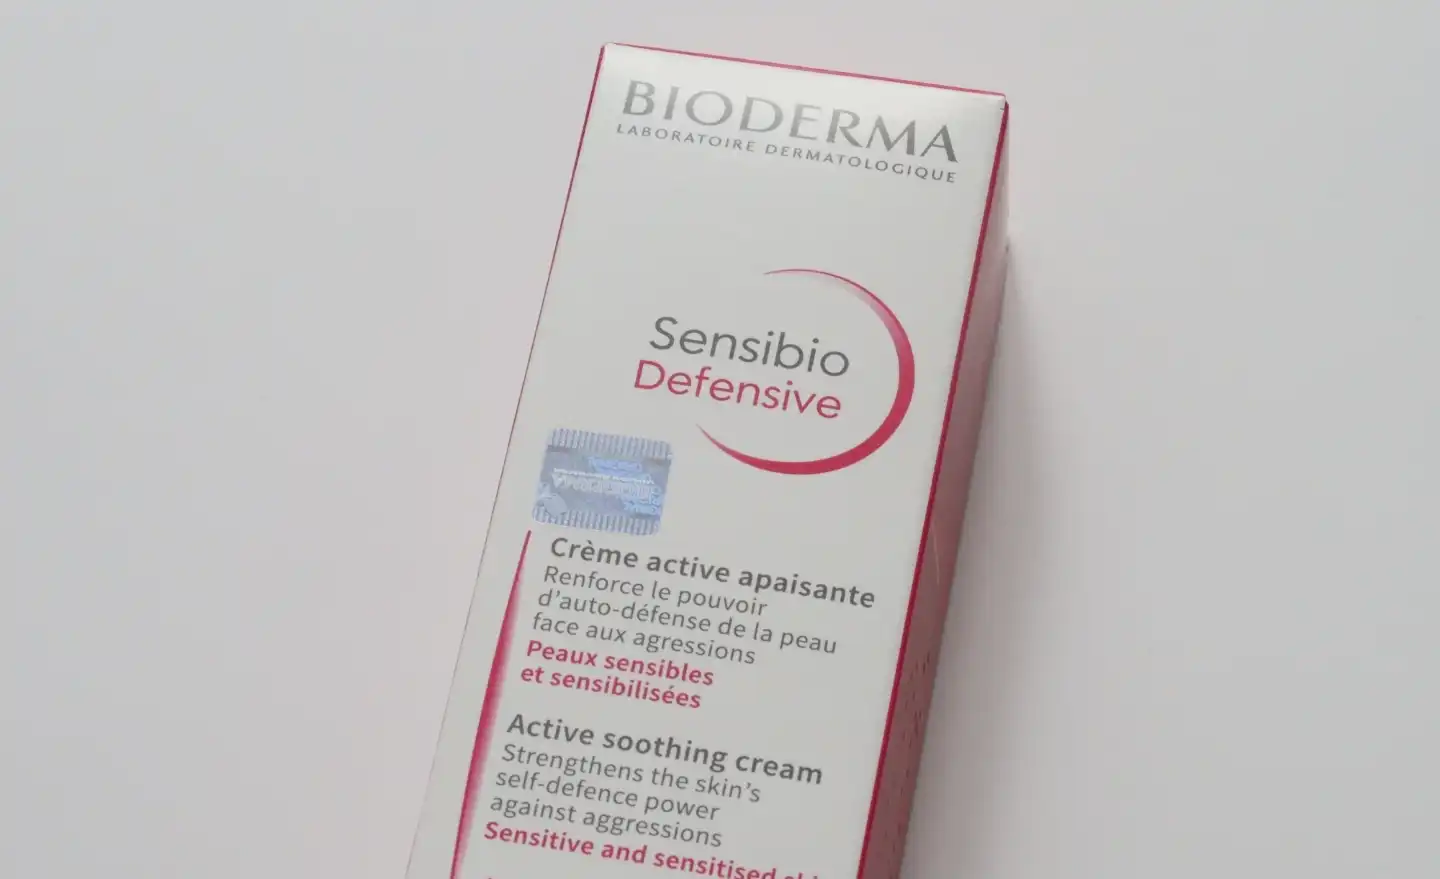 BIODERMA
LABORATOIRE DERMATOLOGIQUE
Sensibio
Defensive
Crème active apaisante
Renforce le pouvoir
d'auto-défense de la peau
face aux agressions
Peaux sensibles
et sensibilisées
Active soothing cream
Strengthens the skin's
self-defence power
against aggressions
Sensitive and sensitised